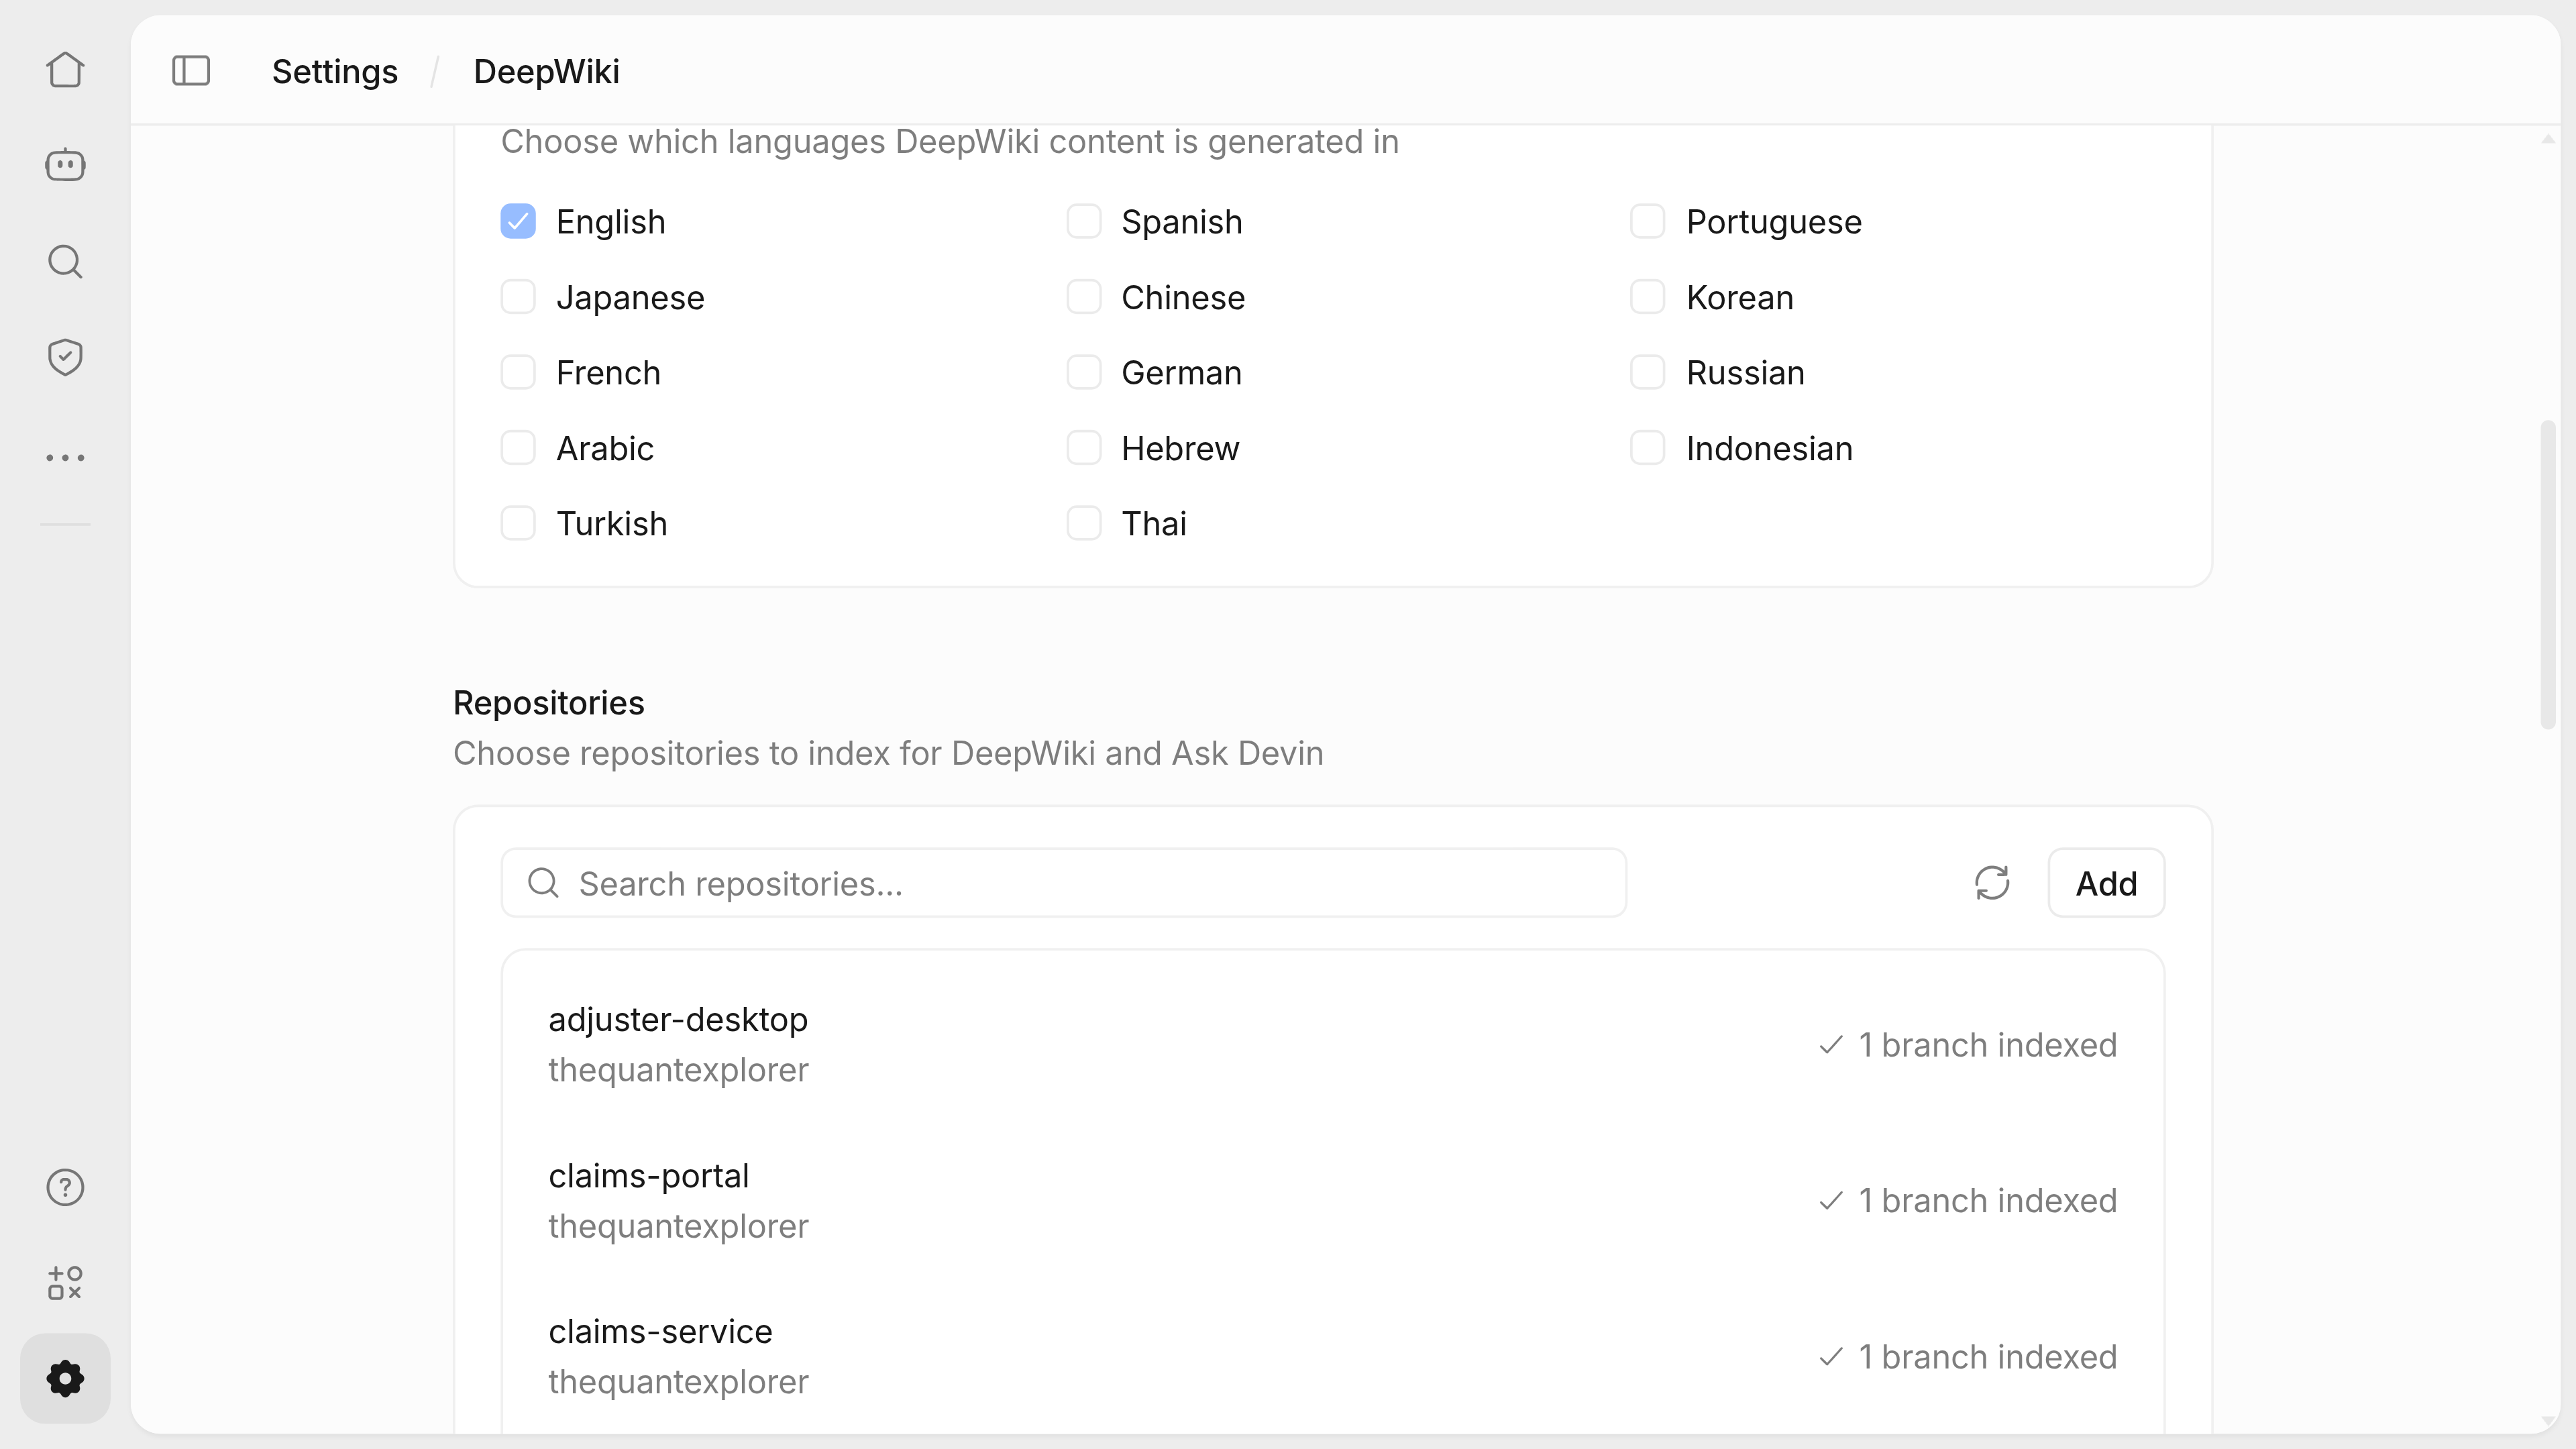 Settings / DeepWiki
Choose which languages DeepWiki content is generated in
English Spanish Portuguese
Japanese Chinese Korean
French German Russian
Arabic Hebrew Indonesian
Turkish Thai
Repositories
Choose repositories to index for DeepWiki and Ask Devin
Search repositories... Add
adjuster-desktop
thequantexplorer
1 branch indexed
claims-portal
thequantexplorer
1 branch indexed
claims-service
thequantexplorer
1 branch indexed